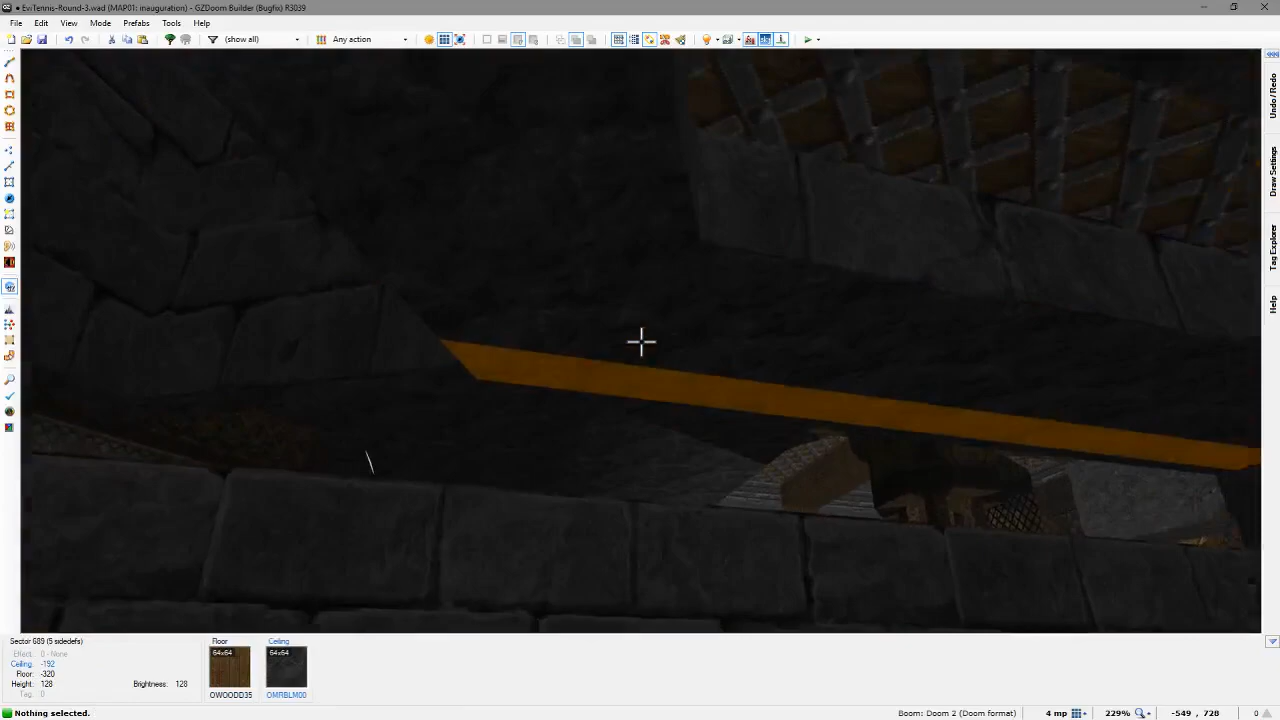 EviTennis-Round-3.wad (MAP01: inauguration) - GZDoom Builder (Bugfix) R3039
File Edit View Mode Prefabs Tools Help
(show all) Any action
Undo/Redo
Draw Settings
Tag Explorer
Help
Sector 689 (5 sidedefs)
Effect: 0 - None
Ceiling: -192
Floor: -320
Height: 128 Brightness: 128
Tag: 0
Floor
64x64
OWOODD35
Ceiling
64x64
OMRBLM00
Nothing selected. Boom: Doom 2 (Doom format) 4 mp 229% -549 , 728 0